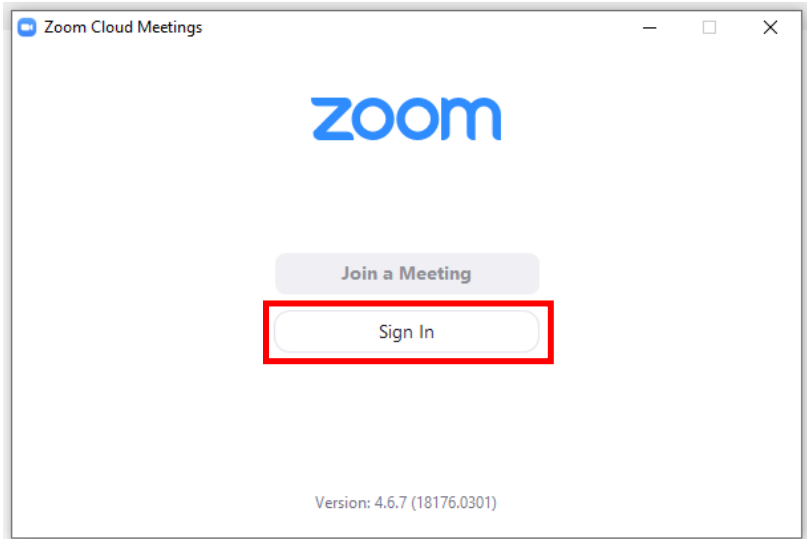 Zoom Cloud Meetings
zoom
Join a Meeting
Sign In
Version: 4.6.7 (18176.0301)